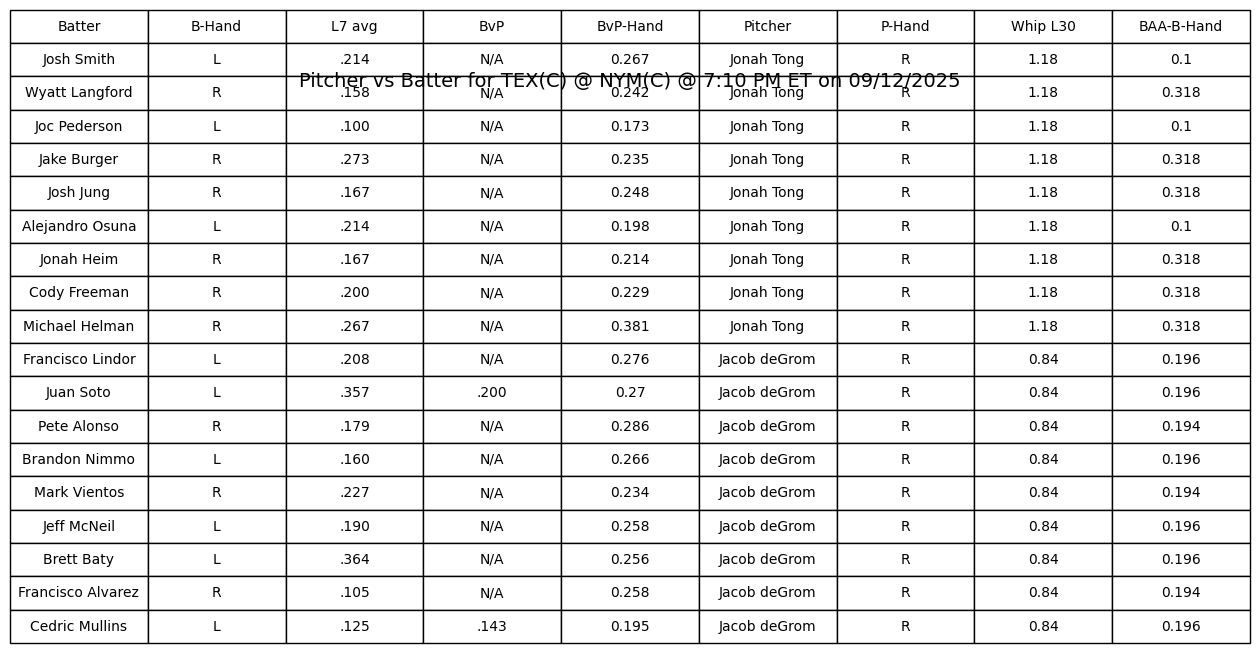 Batter B-Hand L7 avg BvP BvP-Hand Pitcher P-Hand Whip L30 BAA-B-Hand
Josh Smith L .214 N/A 0.267 Jonah Tong R 1.18 0.1
Pitcher vs Batter for TEX(C) @ NYM(C) @ 7:10 PM ET on 09/12/2025
Wyatt Langford R .158 N/A 0.242 Jonah Tong R 1.18 0.318
Joc Pederson L .100 N/A 0.173 Jonah Tong R 1.18 0.1
Jake Burger R .273 N/A 0.235 Jonah Tong R 1.18 0.318
Josh Jung R .167 N/A 0.248 Jonah Tong R 1.18 0.318
Alejandro Osuna L .214 N/A 0.198 Jonah Tong R 1.18 0.1
Jonah Heim R .167 N/A 0.214 Jonah Tong R 1.18 0.318
Cody Freeman R .200 N/A 0.229 Jonah Tong R 1.18 0.318
Michael Helman R .267 N/A 0.381 Jonah Tong R 1.18 0.318
Francisco Lindor L .208 N/A 0.276 Jacob deGrom R 0.84 0.196
Juan Soto L .357 .200 0.27 Jacob deGrom R 0.84 0.196
Pete Alonso R .179 N/A 0.286 Jacob deGrom R 0.84 0.194
Brandon Nimmo L .160 N/A 0.266 Jacob deGrom R 0.84 0.196
Mark Vientos R .227 N/A 0.234 Jacob deGrom R 0.84 0.194
Jeff McNeil L .190 N/A 0.258 Jacob deGrom R 0.84 0.196
Brett Baty L .364 N/A 0.256 Jacob deGrom R 0.84 0.196
Francisco Alvarez R .105 N/A 0.258 Jacob deGrom R 0.84 0.194
Cedric Mullins L .125 .143 0.195 Jacob deGrom R 0.84 0.196